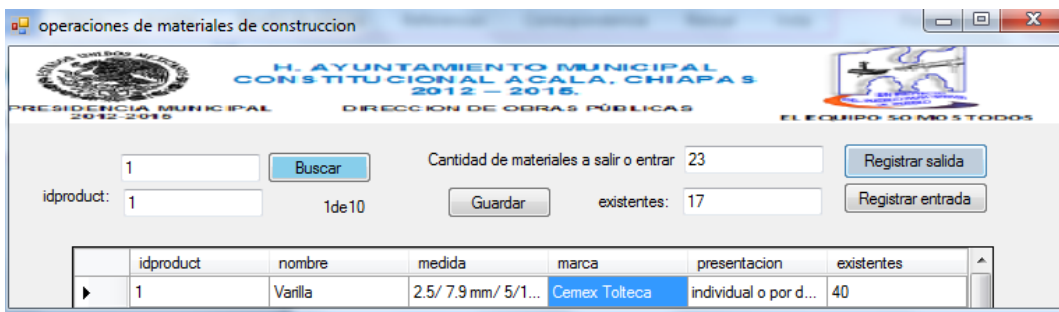 operaciones de materiales de construccion
H. AYUNTAMIENTO MUNICIPAL
CONSTITUCIONAL ACALA, CHIAPAS
2012 – 2015.
PRESIDENCIA MUNICIPAL
2012-2015
DIRECCION DE OBRAS PÚBLICAS
EL EQUIPO SOMOS TODOS
1
Buscar
Cantidad de materiales a salir o entrar 23
Registrar salida
idproduct: 1
1de10
Guardar
existentes: 17
Registrar entrada
idproduct nombre medida marca presentacion existentes
1 Varilla 2.5/ 7.9 mm/ 5/1... Cemex Tolteca individual o por d... 40